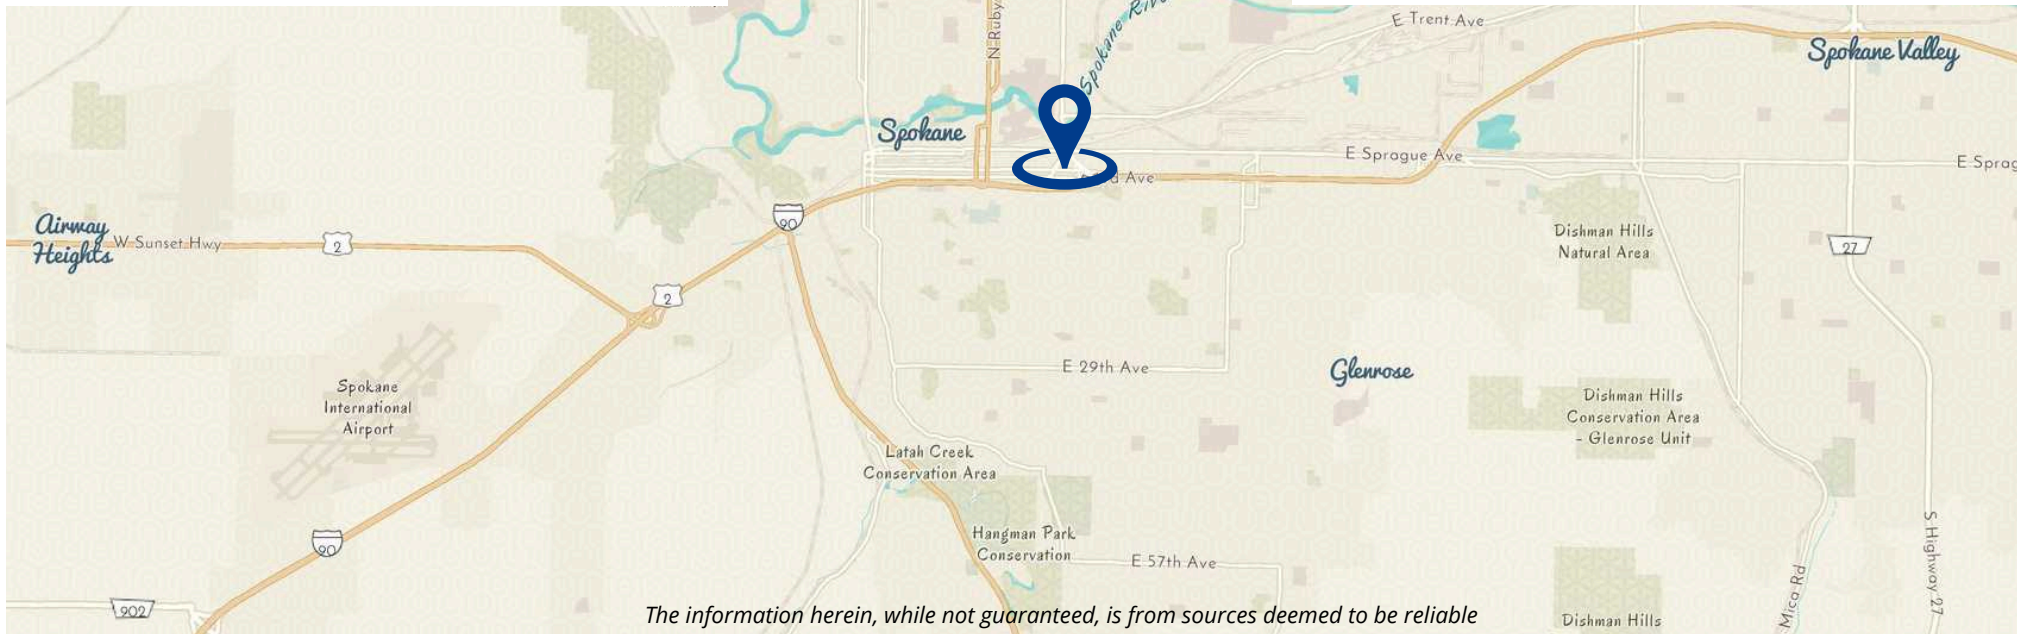 E Trent Ave
N Ruby
Spokane River
Spokane Valley
Spokane
E Sprague Ave
E Sprag
d Ave
Airway
Heights
W Sunset Hwy
2
90
2
27
Dishman Hills
Natural Area
E 29th Ave
Glenrose
Spokane
International
Airport
Dishman Hills
Conservation Area
- Glenrose Unit
Latah Creek
Conservation Area
90
Hangman Park
Conservation
E 57th Ave
S Highway 27
Mica Rd
902
Dishman Hills
The information herein, while not guaranteed, is from sources deemed to be reliable